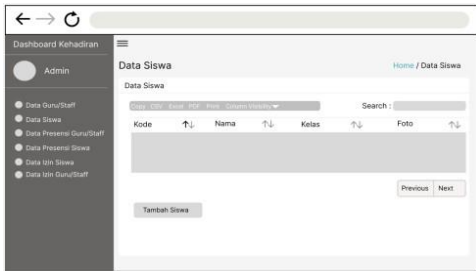 Dashboard Kehadiran
Admin
Data Guru/Staff
Data Siswa
Data Presensi Guru/Staff
Data Presensi Siswa
Data Izin Siswa
Data Izin Guru/Staff
Data Siswa
Home / Data Siswa
Data Siswa
Copy CSV Excel PDF Print Column Visibility
Search :
Kode Nama Kelas Foto
Previous Next
Tambah Siswa